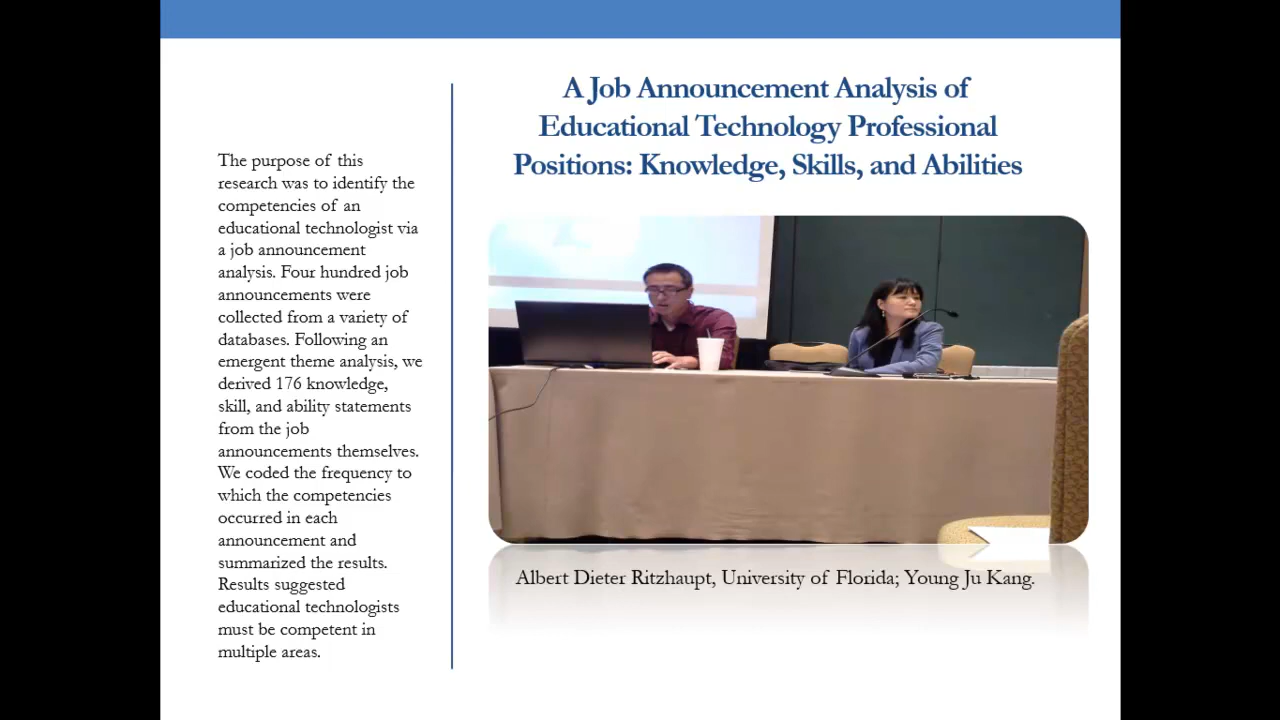 A Job Announcement Analysis of
Educational Technology Professional
Positions: Knowledge, Skills, and Abilities
The purpose of this
research was to identify the
competencies of an
educational technologist via
a job announcement
analysis. Four hundred job
announcements were
collected from a variety of
databases. Following an
emergent theme analysis, we
derived 176 knowledge,
skill, and ability statements
from the job
announcements themselves.
We coded the frequency to
which the competencies
occurred in each
announcement and
summarized the results.
Results suggested
educational technologists
must be competent in
multiple areas.
Albert Dieter Ritzhaupt, University of Florida; Young Ju Kang.